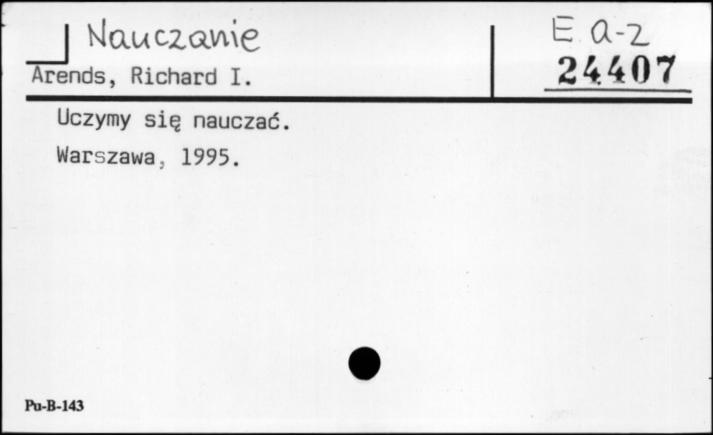 Nauczanie
E a-z
Arends, Richard I.
24407
Uczymy się nauczać.
Warszawa, 1995.
Pu-B-143